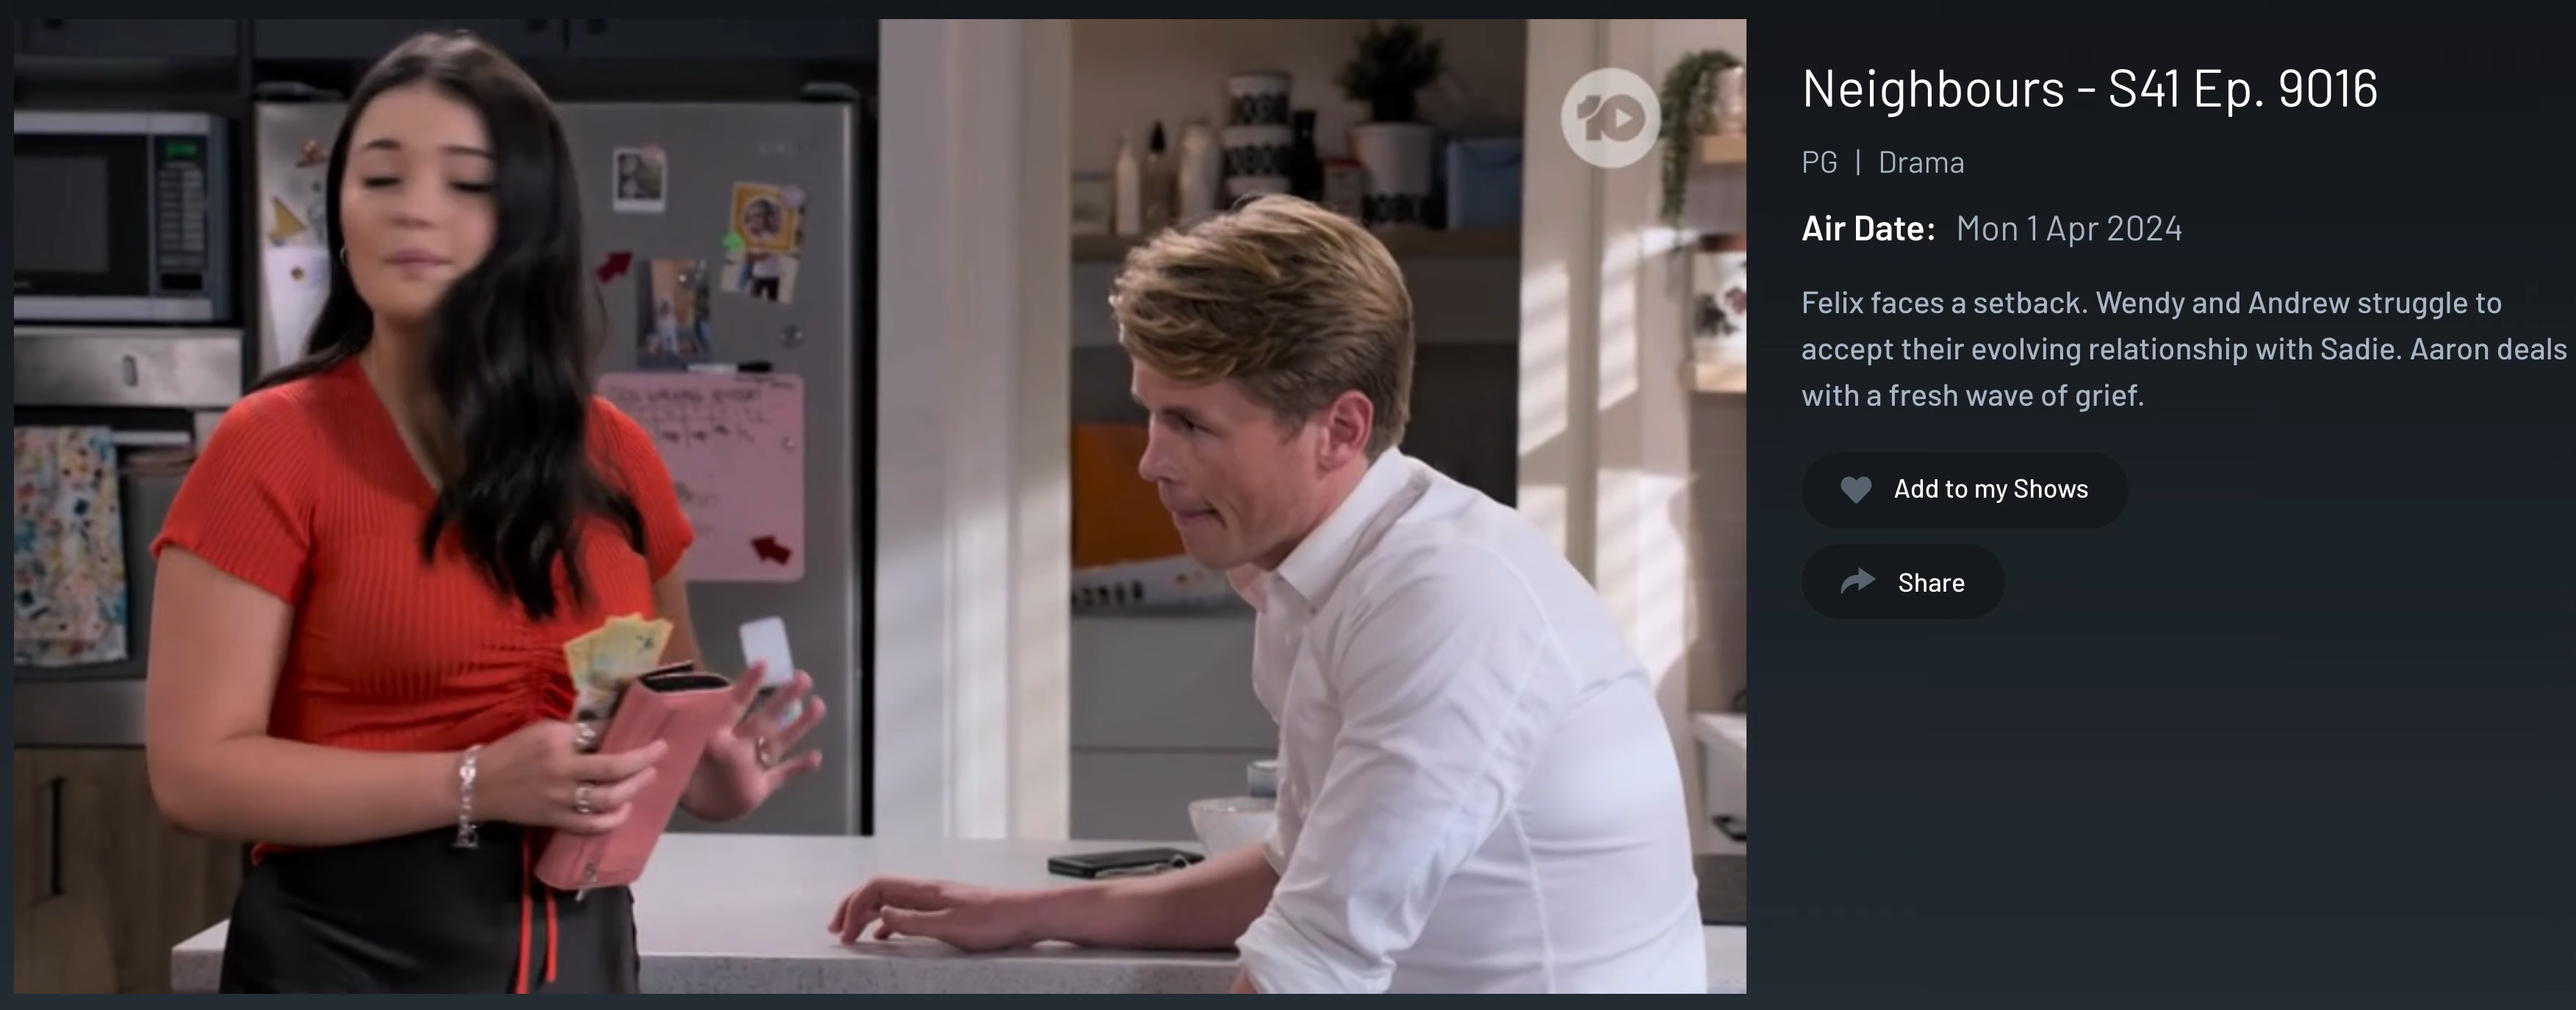 10
Neighbours - S41 Ep. 9016
PG | Drama
Air Date: Mon 1 Apr 2024
Felix faces a setback. Wendy and Andrew struggle to
accept their evolving relationship with Sadie. Aaron deals
with a fresh wave of grief.
Add to my Shows
Share